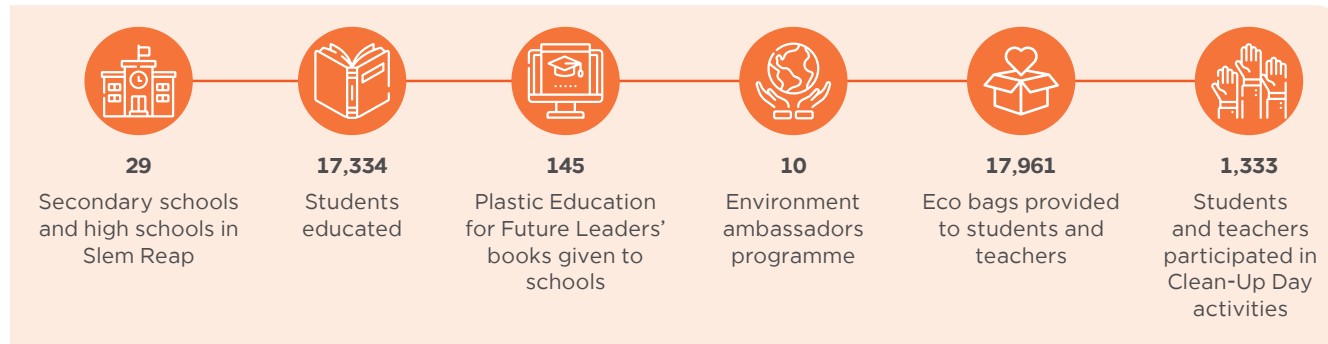 29
Secondary schools
and high schools in
Slem Reap
17,334
Students
educated
145
Plastic Education
for Future Leaders’
books given to
schools
10
Environment
ambassadors
programme
17,961
Eco bags provided
to students and
teachers
1,333
Students
and teachers
participated in
Clean-Up Day
activities